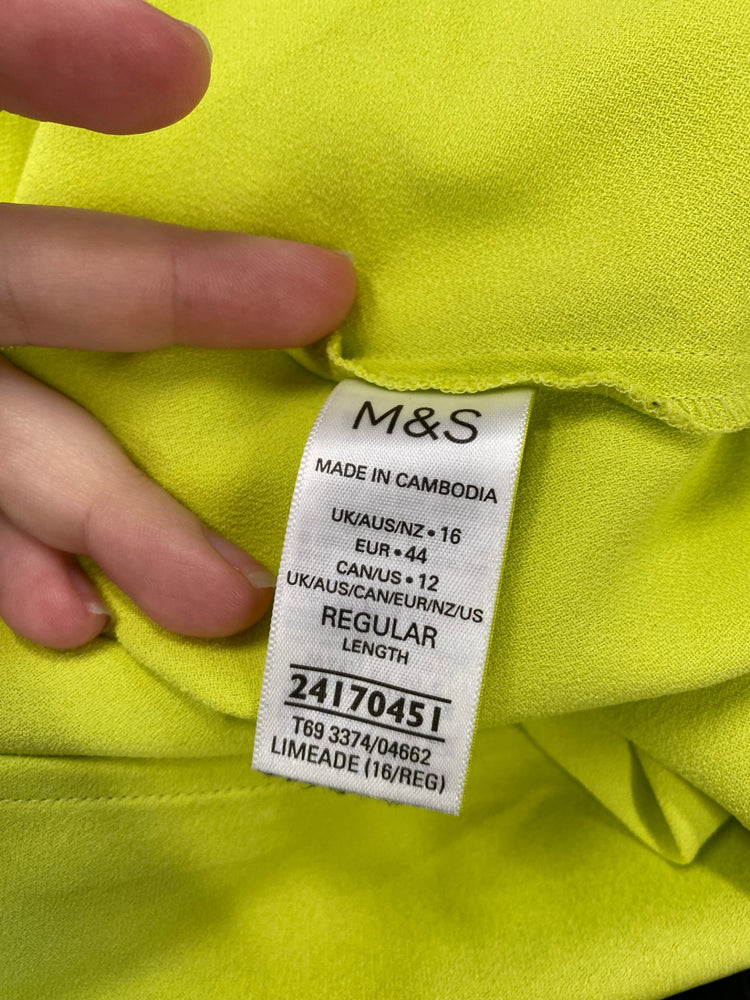 M&S
MADE IN CAMBODIA
UK/AUS/NZ • 16
EUR • 44
CAN/US • 12
UK/AUS/CAN/EUR/NZ/US
REGULAR
LENGTH
24170451
T69 3374/04662
LIMEADE (16/REG)